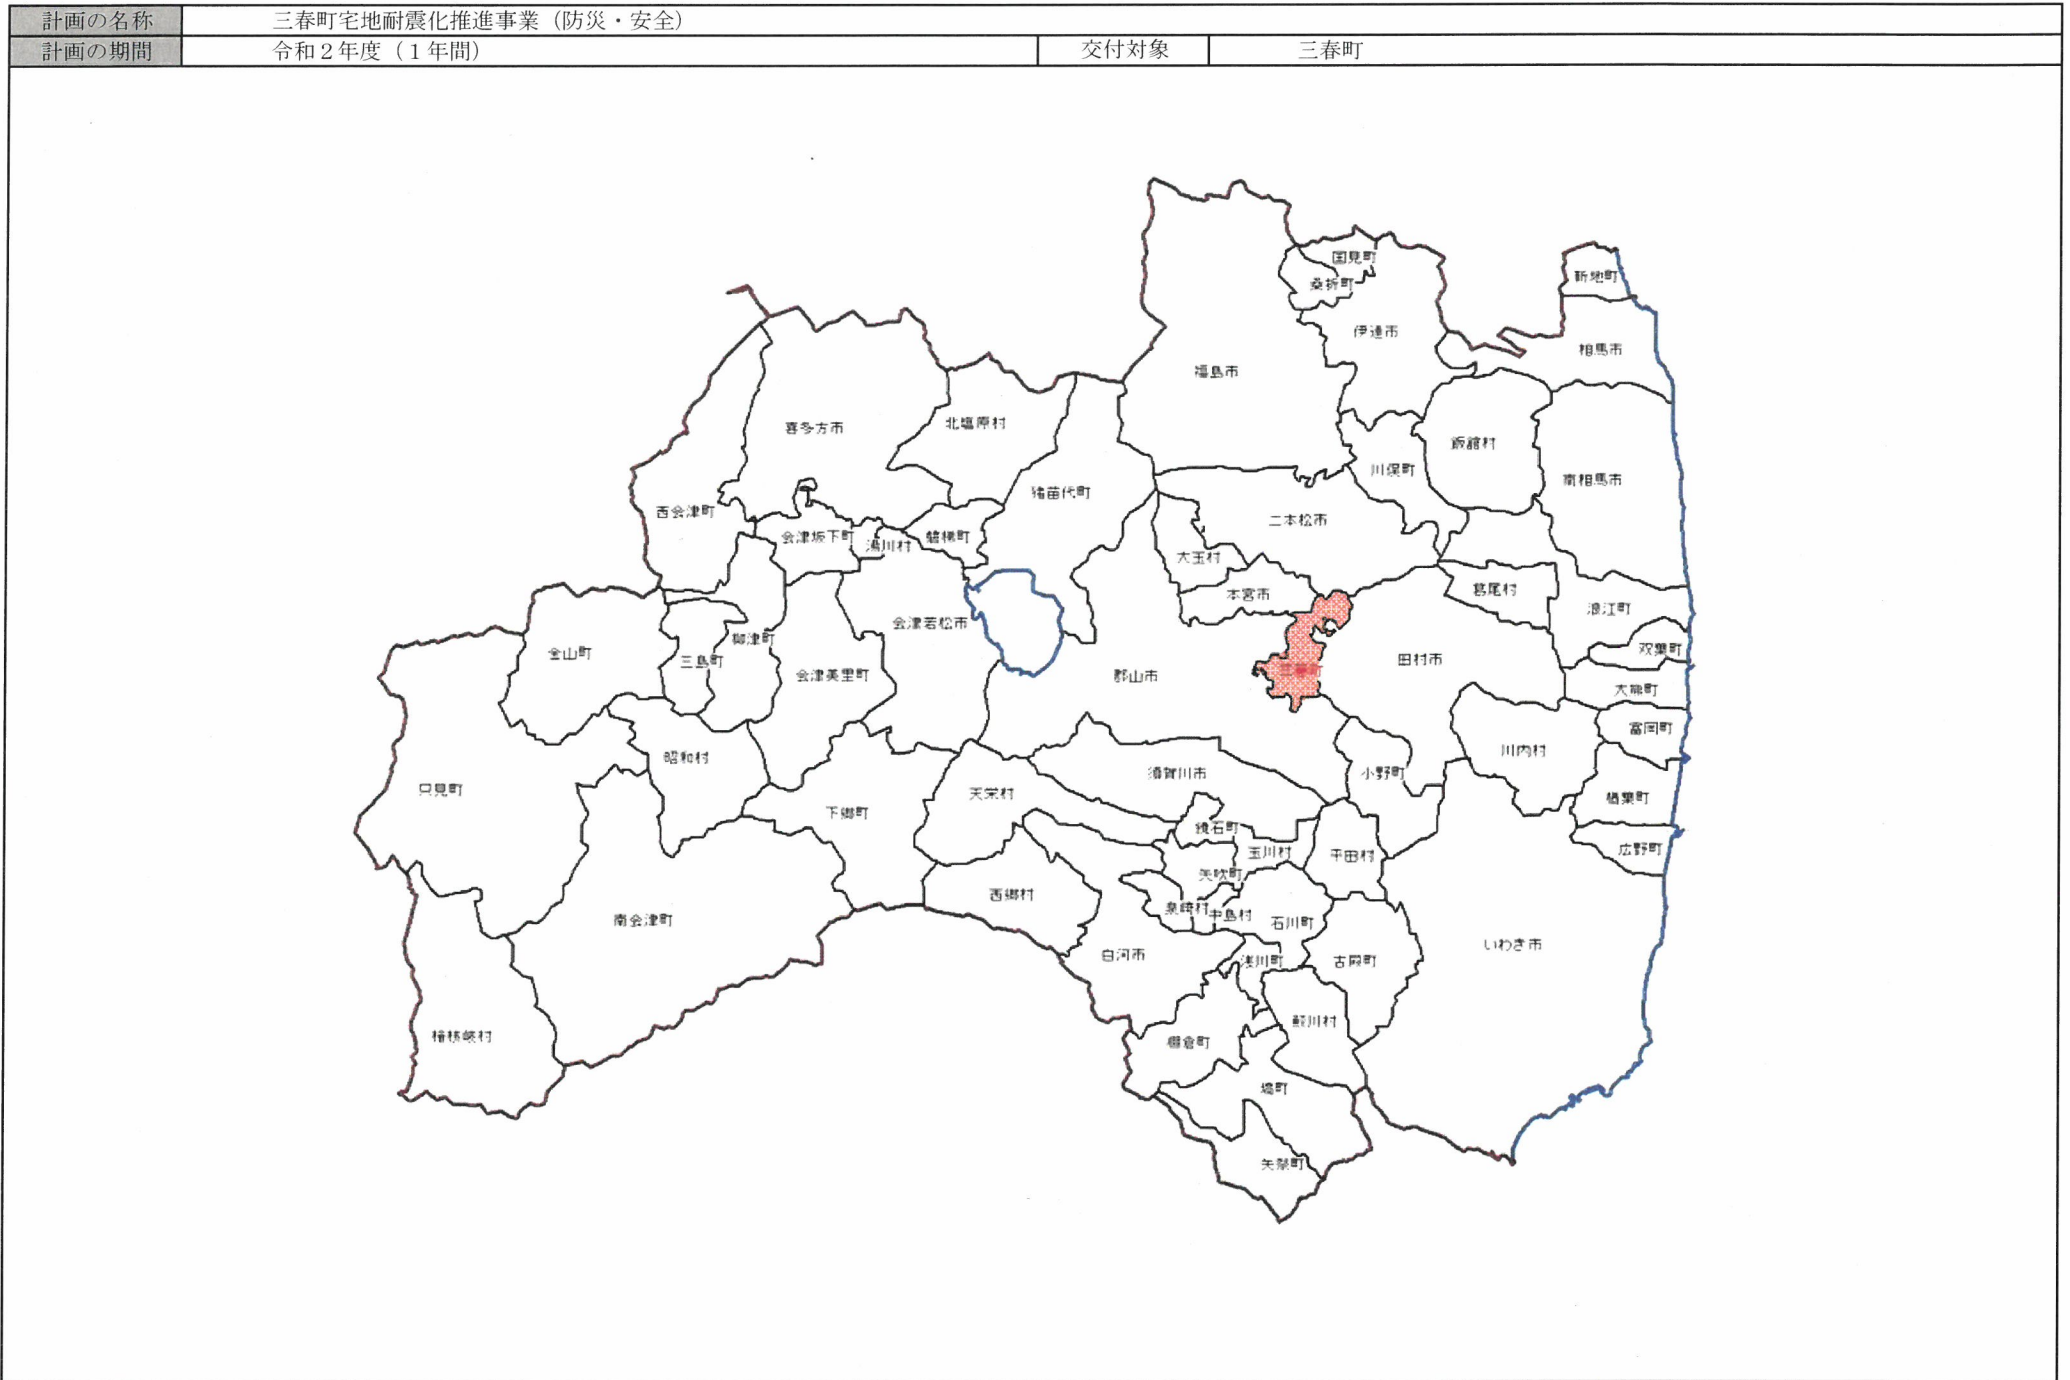 計画の名称 三春町宅地耐震化推進事業（防災・安全）
計画の期間 令和２年度（１年間） 交付対象 三春町
国見町
桑折町
新地町
伊達市
相馬市
福島市
喜多方市
北塩原村
川俣町
飯舘村
南相馬市
猪苗代町
西会津町
二本松市
会津坂下町
湯川村
磐梯町
大玉村
本宮市
葛尾村
浪江町
会津若松市
金山町
三島町
柳津町
会津美里町
郡山市
三春町
田村市
双葉町
大熊町
富岡町
川内村
昭和村
只見町
下郷町
天栄村
須賀川市
小野町
楢葉町
鏡石町
玉川村
平田村
広野町
矢吹町
西郷村
泉崎村
中島村
石川町
南会津町
白河市
浅川町
古殿町
いわき市
檜枝岐村
棚倉町
鮫川村
塙町
矢祭町